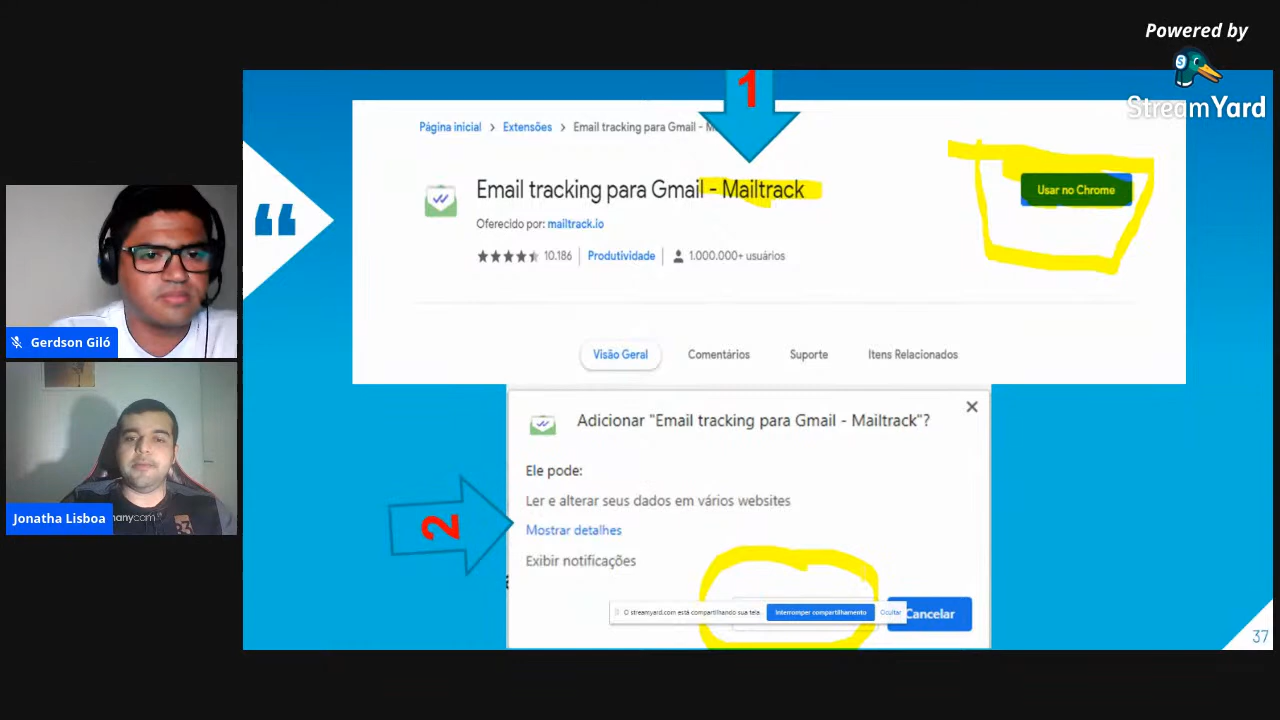 Powered by
StreamYard
1
Página inicial > Extensões > Email tracking para Gmail - M
Email tracking para Gmail - Mailtrack
Usar no Chrome
Oferecido por: mailtrack.io
10.186 Produtividade 1.000.000+ usuários
“
Visão Geral Comentários Suporte Itens Relacionados
Gerdson Giló
Adicionar "Email tracking para Gmail - Mailtrack"?
Ele pode:
Ler e alterar seus dados em vários websites
2
Mostrar detalhes
Exibir notificações
Jonatha Lisboa
O streamyard.com está compartilhando sua tela. Interromper compartilhamento Ocultar
Cancelar
37